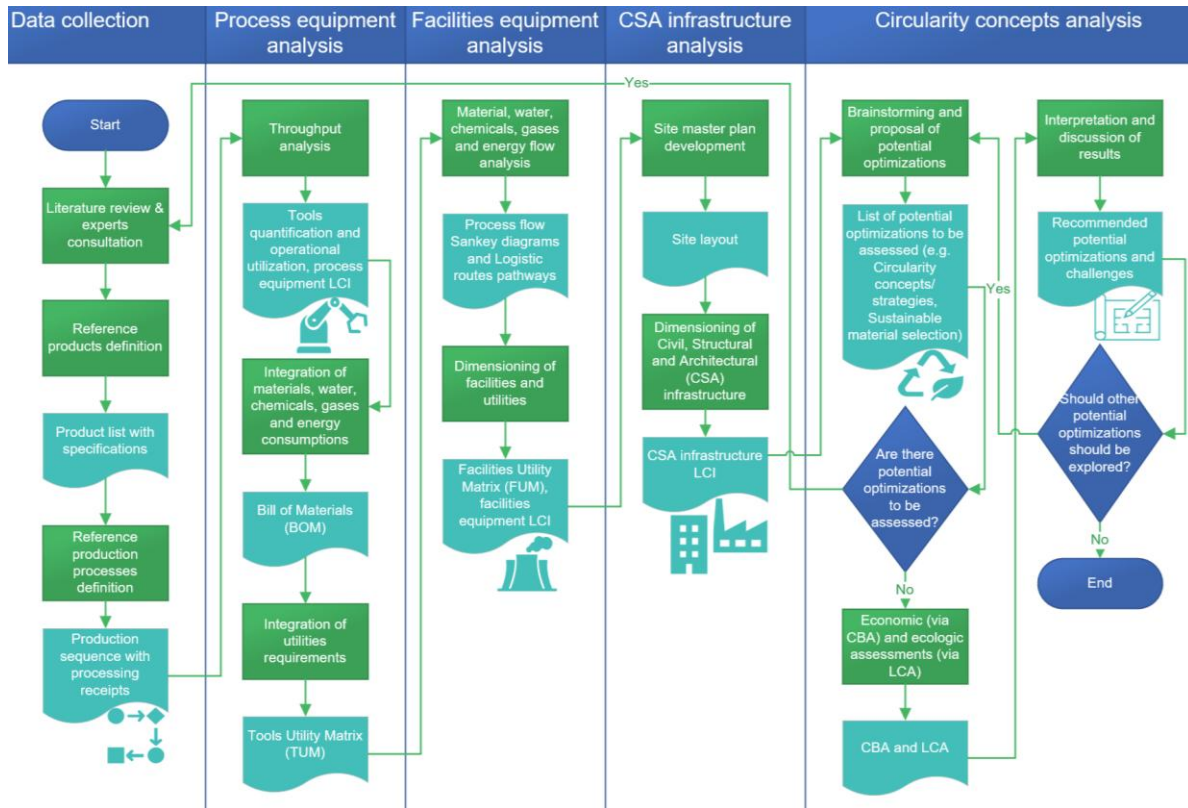 Data collection
Process equipment
analysis
Facilities equipment
analysis
CSA infrastructure
analysis
Circularity concepts analysis
Start
Literature review &
experts consultation
Reference
products definition
Product list with
specifications
Reference
production
processes
definition
Production
sequence with
processing
receipts
Throughput
analysis
Tools
quantification and
operational
utilization, process
equipment LCI
Integration of
materials, water,
chemicals, gases
and energy
consumptions
Bill of Materials
(BOM)
Integration of
utilities
requirements
Tools Utility Matrix
(TUM)
Material, water,
chemicals, gases
and energy flow
analysis
Process flow
Sankey diagrams
and Logistic
routes pathways
Dimensioning of
facilities and
utilities
Facilities Utility
Matrix (FUM),
facilities
equipment LCI
Site master plan
development
Site layout
Dimensioning of
Civil, Structural
and Architectural
(CSA)
infrastructure
CSA infrastructure
LCI
Yes
Brainstorming and
proposal of
potential
optimizations
List of potential
optimizations to be
assessed (e.g.
Circularity
concepts/
strategies,
Sustainable
material selection)
Are there
potential
optimizations
to be
assessed?
No
Economic (via
CBA) and ecologic
assessments (via
LCA)
CBA and LCA
Interpretation and
discussion of
results
Recommended
potential
optimizations and
challenges
Yes
Should other
potential
optimizations
should be
explored?
No
End